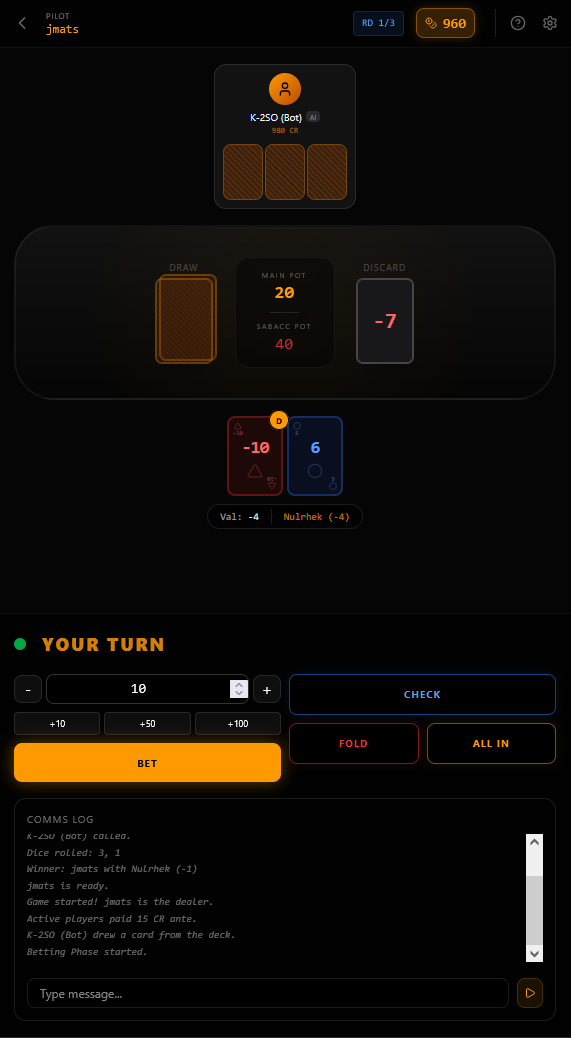 PILOT
jmats
RD 1/3
960
K-2SO (Bot) AI
980 CR
DRAW
MAIN POT
20
SABACC POT
40
DISCARD
-7
D
-10
-10
-10
6
6
6
Val: -4
Nulrhek (-4)
YOUR TURN
-
10
+
+10
+50
+100
BET
CHECK
FOLD
ALL IN
COMMS LOG
K-2SO (Bot) called.
Dice rolled: 3, 1
Winner: jmats with Nulrhek (-1)
jmats is ready.
Game started! jmats is the dealer.
Active players paid 15 CR ante.
K-2SO (Bot) drew a card from the deck.
Betting Phase started.
Type message...